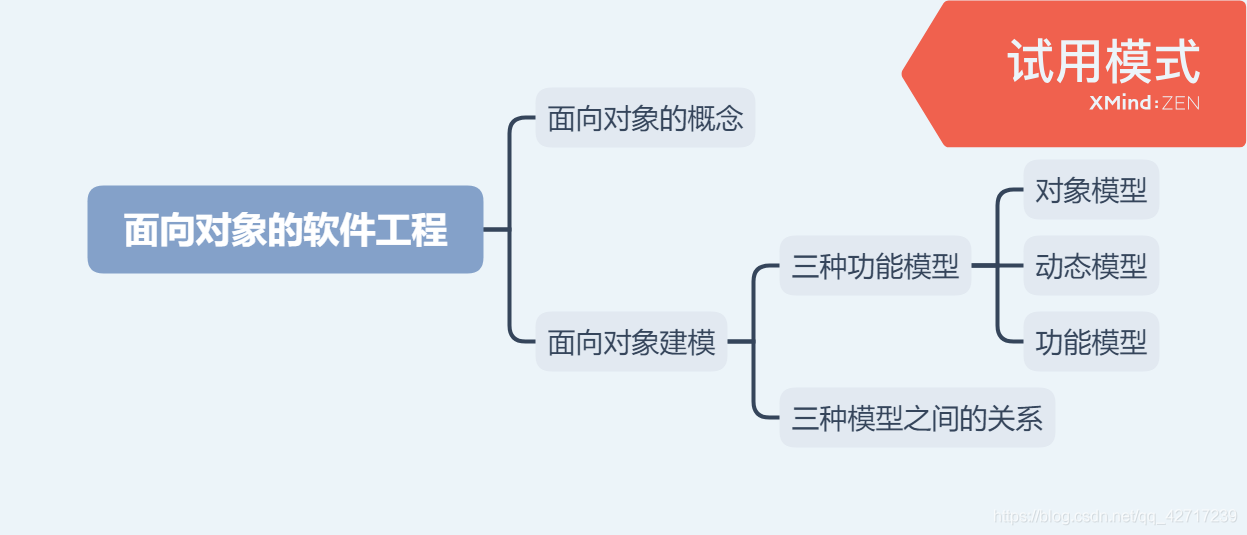 试用模式
XMind:ZEN
面向对象的概念
对象模型
面向对象的软件工程
三种功能模型
动态模型
面向对象建模
功能模型
三种模型之间的关系
https://blog.csdn.net/qq_42717239